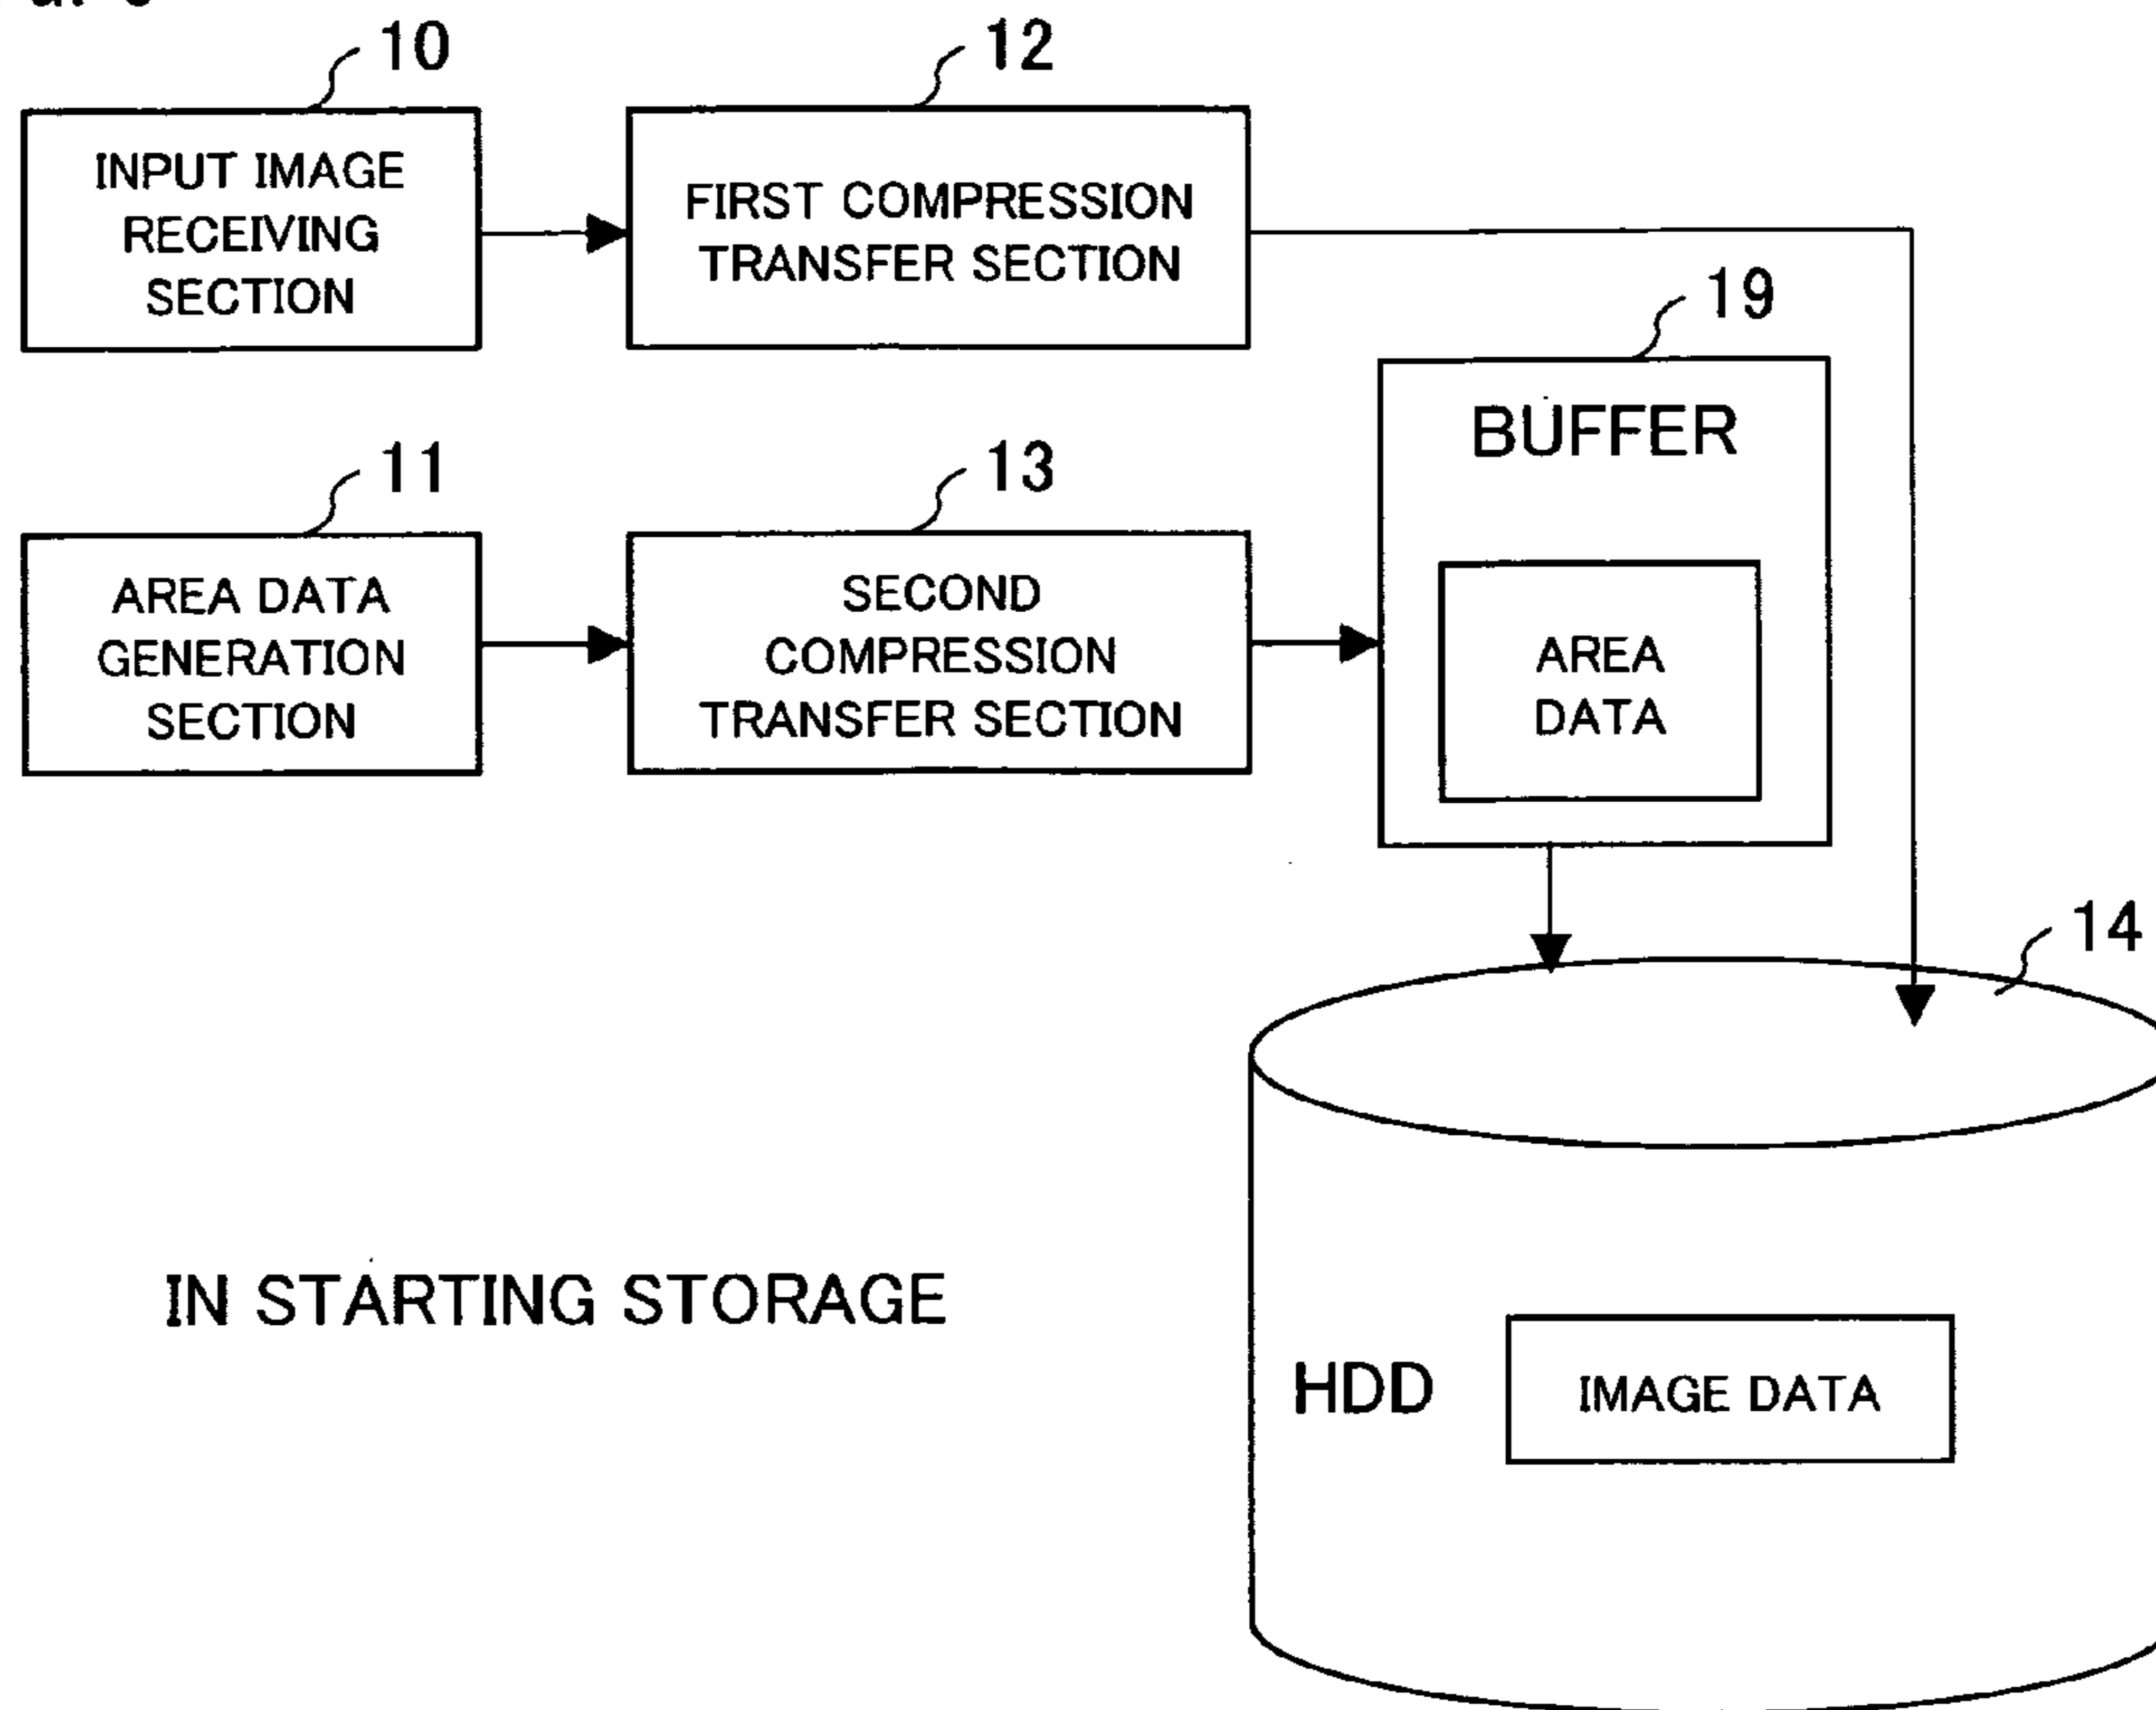 10
12
INPUT IMAGE
RECEIVING
SECTION
FIRST COMPRESSION
TRANSFER SECTION
19
BUFFER
11
13
AREA DATA
GENERATION
SECTION
SECOND
COMPRESSION
TRANSFER SECTION
AREA
DATA
14
IN STARTING STORAGE
HDD
IMAGE DATA